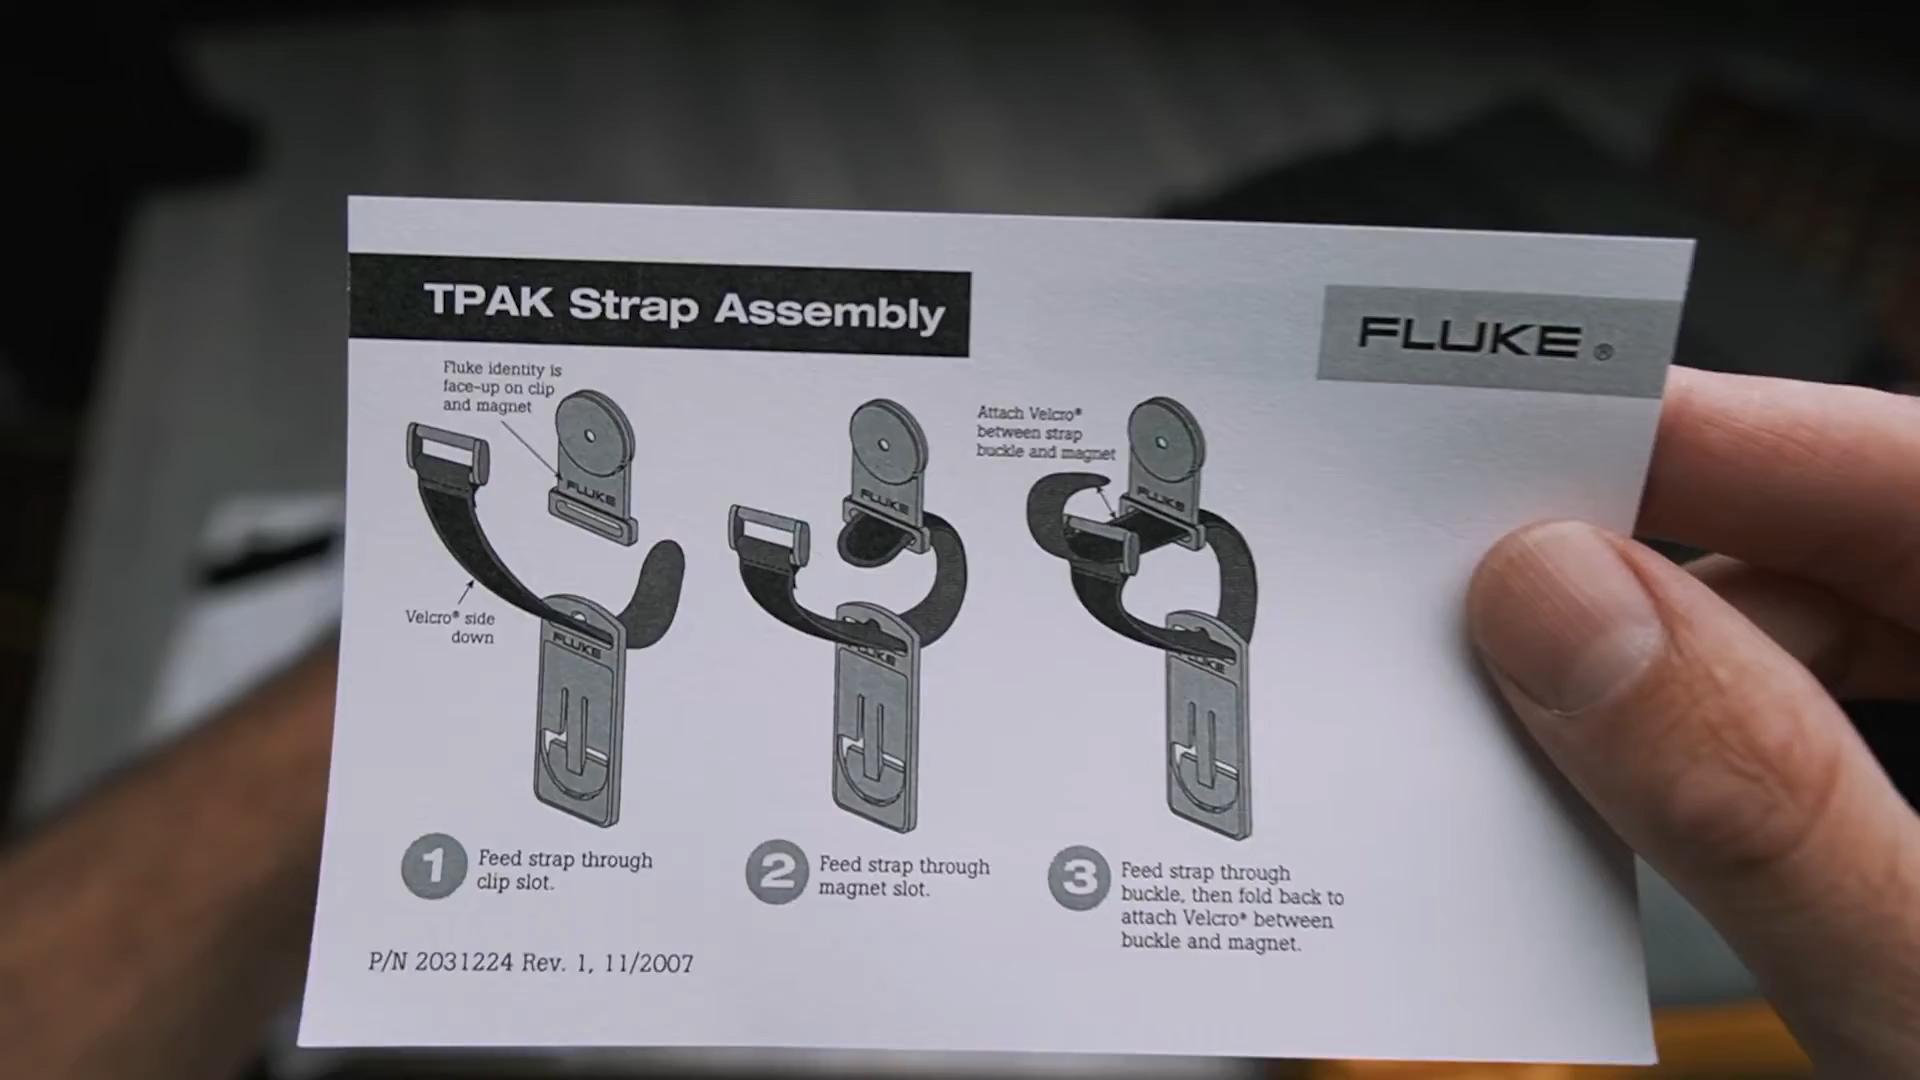 TPAK Strap Assembly
FLUKE®
Fluke identity is
face-up on clip
and magnet
FLUKE
Velcro® side
down
FLUKE
FLUKE
FLUKE
Attach Velcro®
between strap
buckle and magnet
FLUKE
FLUKE
1 Feed strap through
clip slot.
2 Feed strap through
magnet slot.
3 Feed strap through
buckle, then fold back to
attach Velcro® between
buckle and magnet.
P/N 2031224 Rev. 1, 11/2007